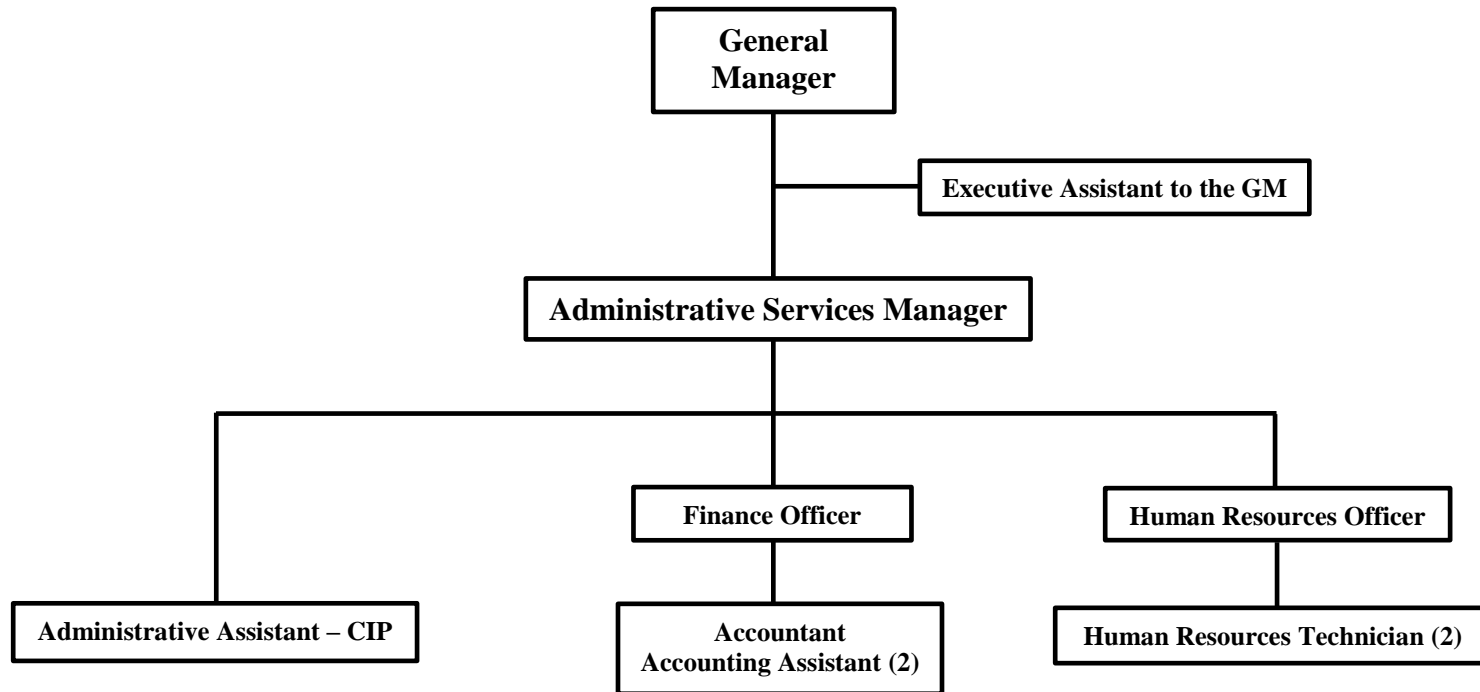 General
Manager
Executive Assistant to the GM
Administrative Services Manager
Finance Officer
Human Resources Officer
Administrative Assistant – CIP
Accountant
Accounting Assistant (2)
Human Resources Technician (2)